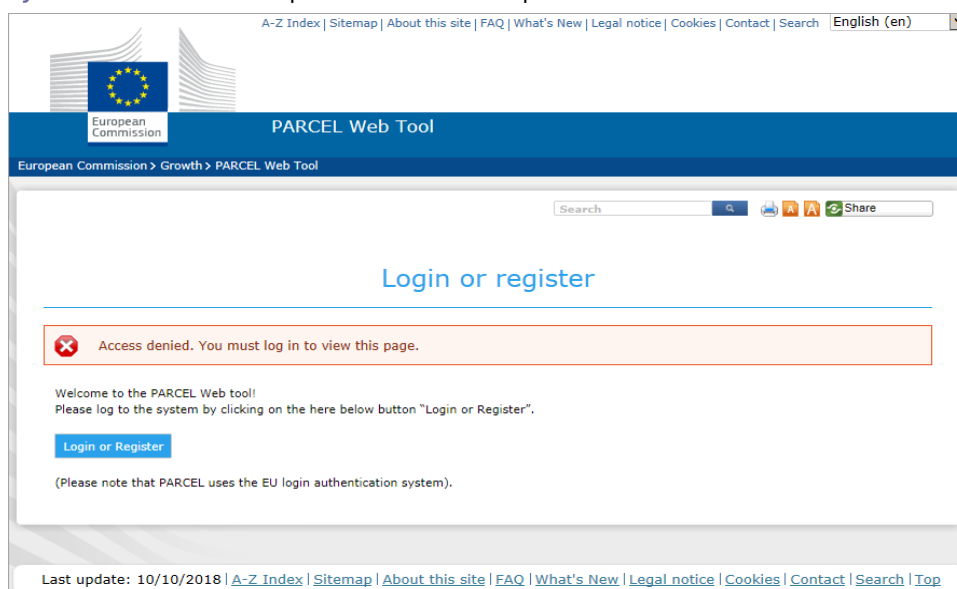 A-Z Index | Sitemap | About this site | FAQ | What's New | Legal notice | Cookies | Contact | Search English (en)
European
Commission
PARCEL Web Tool
European Commission > Growth > PARCEL Web Tool
Search
A A Share
Login or register
Access denied. You must log in to view this page.
Welcome to the PARCEL Web tool!
Please log to the system by clicking on the here below button “Login or Register”.
Login or Register
(Please note that PARCEL uses the EU login authentication system).
Last update: 10/10/2018 | A-Z Index | Sitemap | About this site | FAQ | What's New | Legal notice | Cookies | Contact | Search | Top